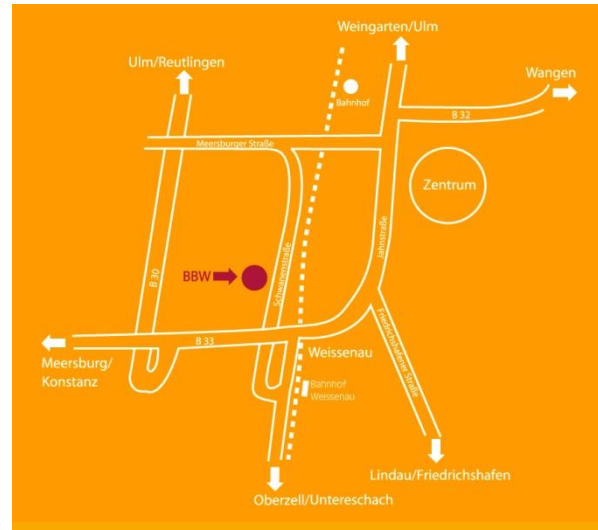 Weingarten/Ulm
Ulm/Reutlingen
Wangen
Bahnhof
B 32
Meersburger Straße
Zentrum
Jahnstraße
Schwanenstraße
BBW
B 30
Friedrichshafener Straße
B 33
Weissenau
Meersburg/
Konstanz
Bahnhof
Weissenau
Lindau/Friedrichshafen
Oberzell/Untereschach